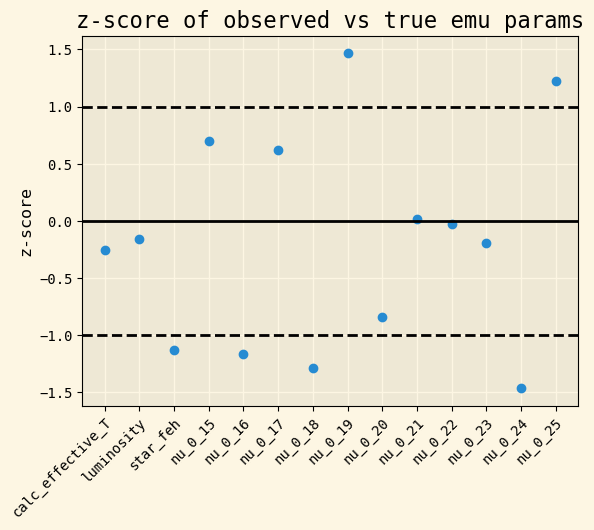 z-score of observed vs true emu params
z-score
1.5
1.0
0.5
0.0
−0.5
−1.0
−1.5
calc_effective_T
luminosity
star_feh
nu_0_15
nu_0_16
nu_0_17
nu_0_18
nu_0_19
nu_0_20
nu_0_21
nu_0_22
nu_0_23
nu_0_24
nu_0_25